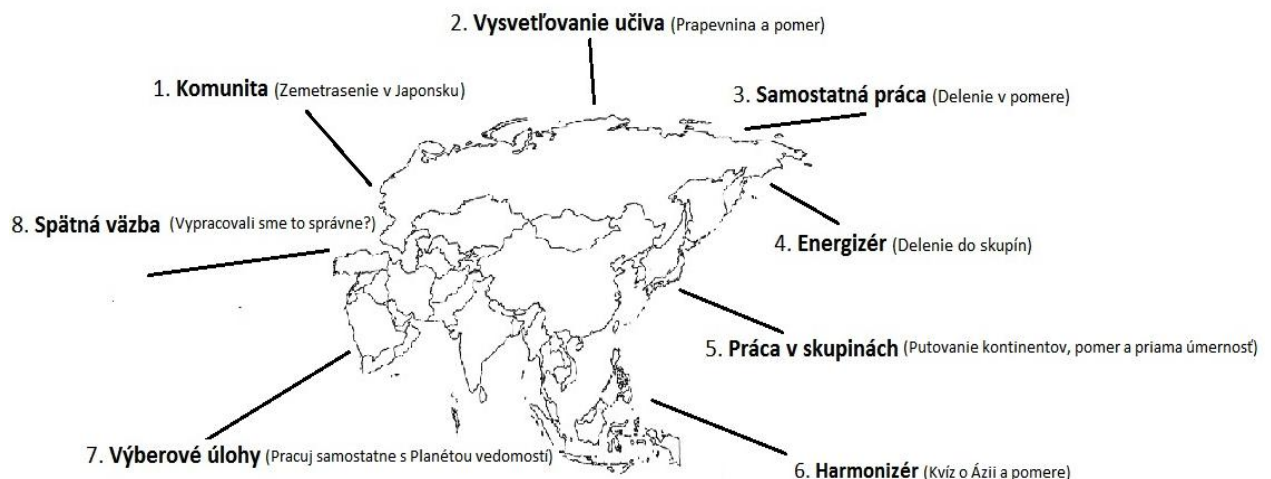 2. Vysvetľovanie učiva (Prapevnina a pomer)
1. Komunita (Zemetrasenie v Japonsku)
3. Samostatná práca (Delenie v pomere)
8. Spätná väzba (Vypracovali sme to správne?)
4. Energizér (Delenie do skupín)
5. Práca v skupinách (Putovanie kontinentov, pomer a priama úmernosť)
7. Výberové úlohy (Pracuj samostatne s Planétou vedomostí)
6. Harmonizér (Kvíz o Ázii a pomere)